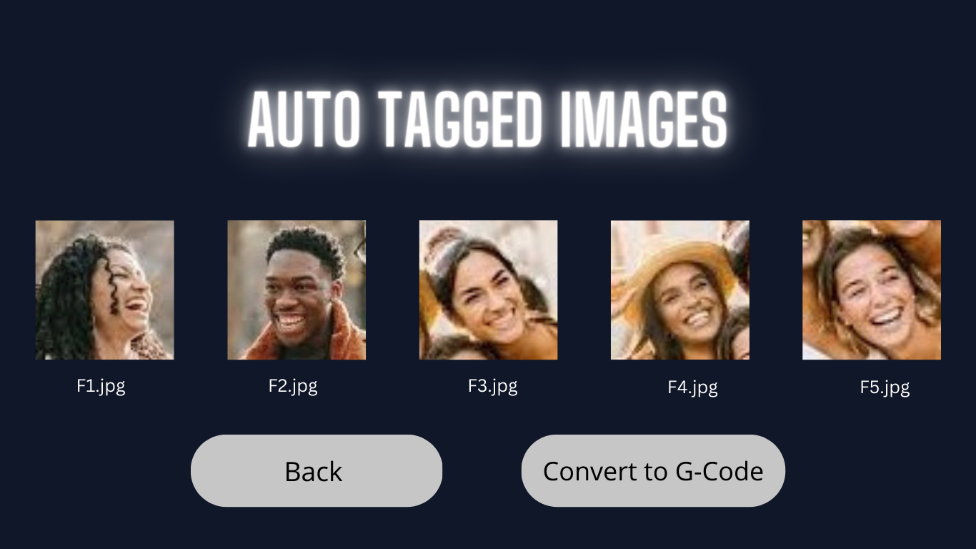 AUTO TAGGED IMAGES
F1.jpg
F2.jpg
F3.jpg
F4.jpg
F5.jpg
Back
Convert to G-Code